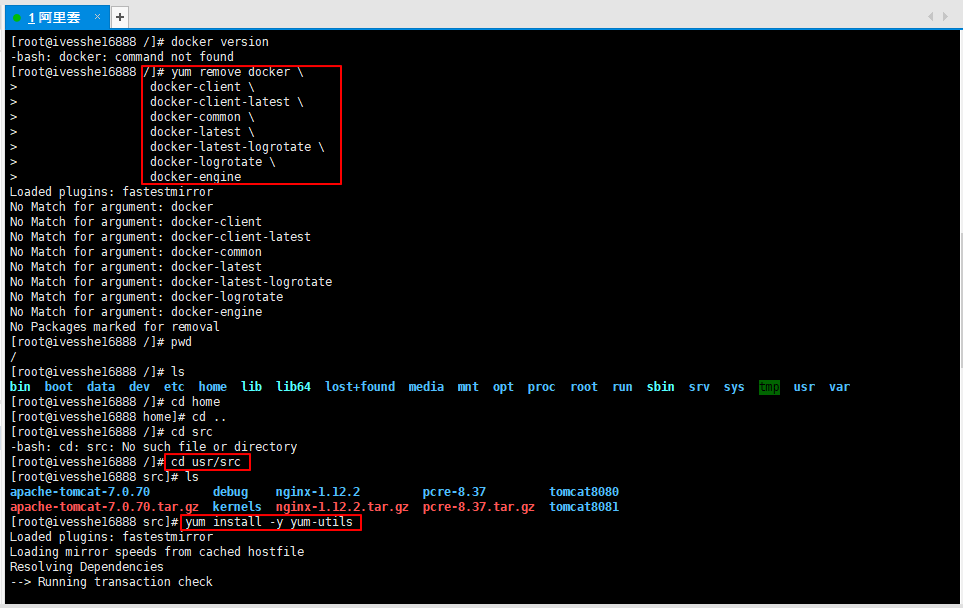 1 阿里雲 × +
[root@ivesshe16888 /]# docker version
-bash: docker: command not found
[root@ivesshe16888 /]# yum remove docker \
>                   docker-client \
>                   docker-client-latest \
>                   docker-common \
>                   docker-latest \
>                   docker-latest-logrotate \
>                   docker-logrotate \
>                   docker-engine
Loaded plugins: fastestmirror
No Match for argument: docker
No Match for argument: docker-client
No Match for argument: docker-client-latest
No Match for argument: docker-common
No Match for argument: docker-latest
No Match for argument: docker-latest-logrotate
No Match for argument: docker-logrotate
No Match for argument: docker-engine
No Packages marked for removal
[root@ivesshe16888 /]# pwd
/
[root@ivesshe16888 /]# ls
bin  boot  data  dev  etc  home  lib  lib64  lost+found  media  mnt  opt  proc  root  run  sbin  srv  sys  tmp  usr  var
[root@ivesshe16888 /]# cd home
[root@ivesshe16888 home]# cd ..
[root@ivesshe16888 /]# cd src
-bash: cd: src: No such file or directory
[root@ivesshe16888 /]# cd usr/src
[root@ivesshe16888 src]# ls
apache-tomcat-7.0.70         debug    nginx-1.12.2         pcre-8.37         tomcat8080
apache-tomcat-7.0.70.tar.gz  kernels  nginx-1.12.2.tar.gz  pcre-8.37.tar.gz  tomcat8081
[root@ivesshe16888 src]# yum install -y yum-utils
Loaded plugins: fastestmirror
Loading mirror speeds from cached hostfile
Resolving Dependencies
--> Running transaction check